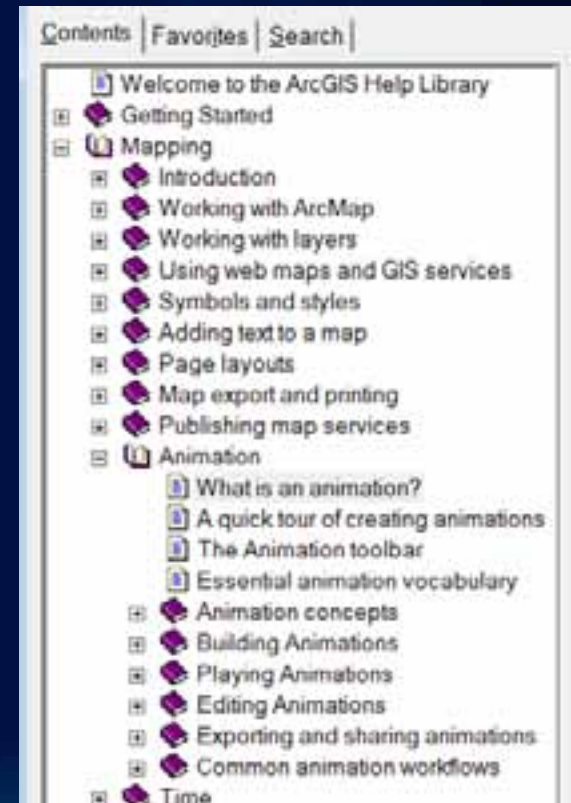 Contents Favorites Search
Welcome to the ArcGIS Help Library
Getting Started
Mapping
Introduction
Working with ArcMap
Working with layers
Using web maps and GIS services
Symbols and styles
Adding text to a map
Page layouts
Map export and printing
Publishing map services
Animation
What is an animation?
A quick tour of creating animations
The Animation toolbar
Essential animation vocabulary
Animation concepts
Building Animations
Playing Animations
Editing Animations
Exporting and sharing animations
Common animation workflows
Time